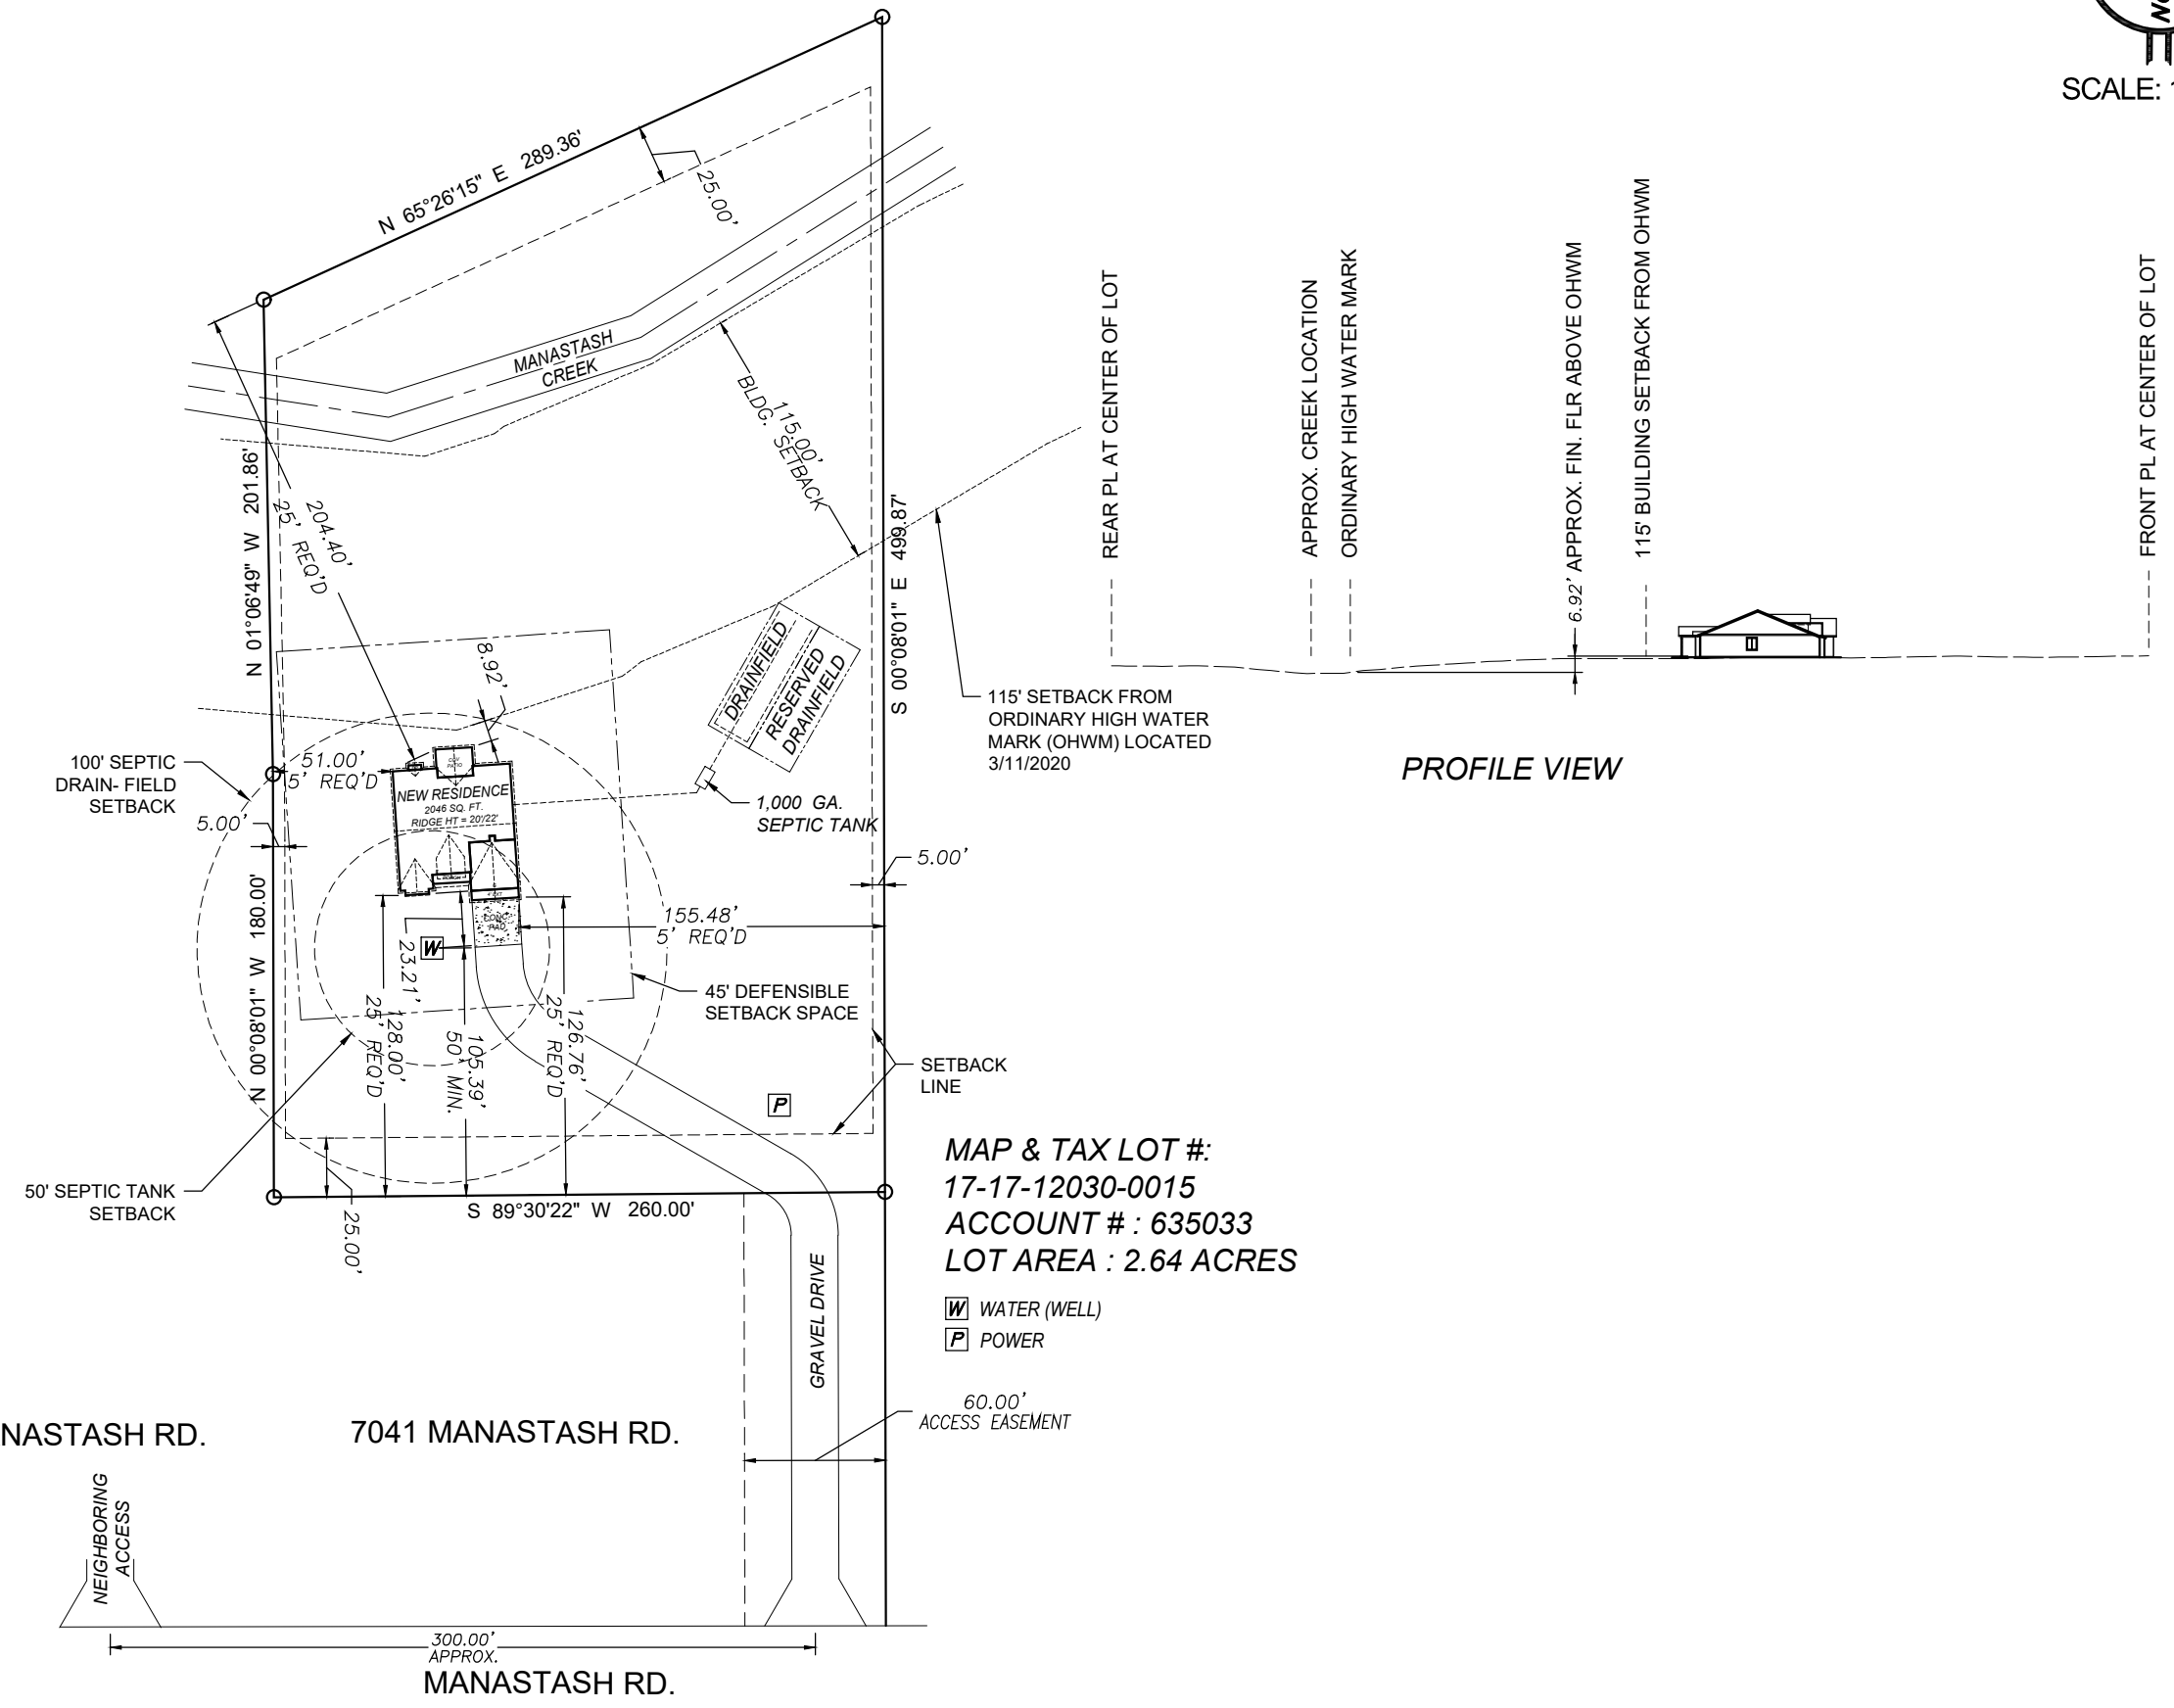 SCALE: 1
N 65°26'15" E 289.36'
25.00'
MANASTASH
CREEK
115.00'
BLDG. SETBACK
N 01°06'49" W 201.86'
204.40'
25' REQ'D
S 00°08'01" E 499.87'
8.92'
DRAINFIELD
RESERVED
DRAINFIELD
115' SETBACK FROM
ORDINARY HIGH WATER
MARK (OHWM) LOCATED
3/11/2020
100' SEPTIC
DRAIN- FIELD
SETBACK
51.00'
5' REQ'D
COV
PATIO
NEW RESIDENCE
2046 SQ. FT.
RIDGE HT = 20'/22'
1,000 GA.
SEPTIC TANK
5.00'
5.00'
N 00°08'01" W 180.00'
CONC.
PAD
155.48'
5' REQ'D
W
23.21'
45' DEFENSIBLE
SETBACK SPACE
128.00'
25' REQ'D
105.39'
50' MIN.
126.76'
25' REQ'D
SETBACK
LINE
P
50' SEPTIC TANK
SETBACK
25.00'
S 89°30'22" W 260.00'
REAR PL AT CENTER OF LOT
APPROX. CREEK LOCATION
ORDINARY HIGH WATER MARK
6.92' APPROX. FIN. FLR ABOVE OHWM
115' BUILDING SETBACK FROM OHWM
FRONT PL AT CENTER OF LOT
PROFILE VIEW
MAP & TAX LOT #:
17-17-12030-0015
ACCOUNT # : 635033
LOT AREA : 2.64 ACRES
W WATER (WELL)
P POWER
GRAVEL DRIVE
60.00'
ACCESS EASEMENT
NASTASH RD.
7041 MANASTASH RD.
NEIGHBORING
ACCESS
300.00'
APPROX.
MANASTASH RD.